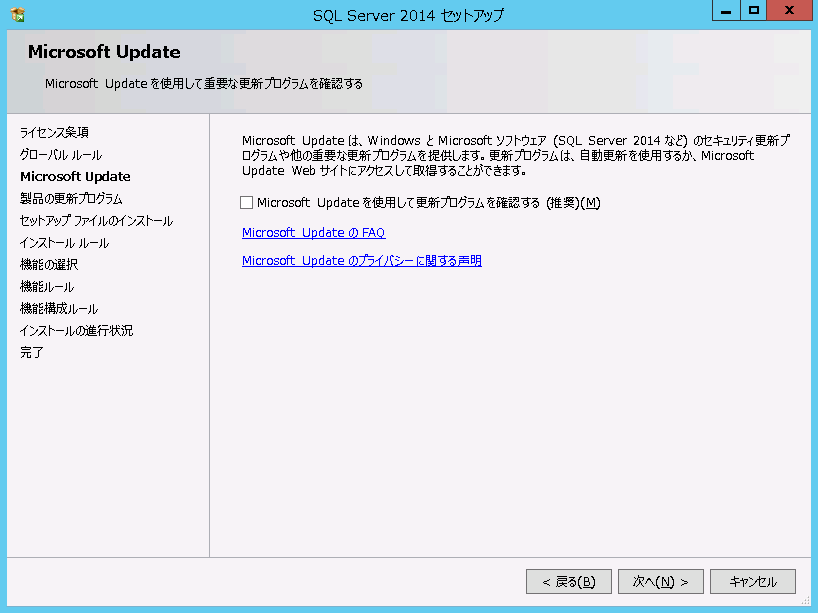 SQL Server 2014 セットアップ
Microsoft Update
Microsoft Update を使用して重要な更新プログラムを確認する
ライセンス条項
グローバル ルール
Microsoft Update
製品の更新プログラム
セットアップ ファイルのインストール
インストール ルール
機能の選択
機能ルール
機能構成ルール
インストールの進行状況
完了
Microsoft Update は、Windows と Microsoft ソフトウェア (SQL Server 2014 など) のセキュリティ更新プ
ログラムや他の重要な更新プログラムを提供します。更新プログラムは、自動更新を使用するか、Microsoft
Update Web サイトにアクセスして取得することができます。
Microsoft Update を使用して更新プログラムを確認する (推奨)(M)
Microsoft Update の FAQ
Microsoft Update のプライバシーに関する声明
< 戻る(B)
次へ(N) >
キャンセル